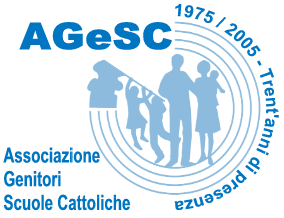 AGeSC
1975 / 2005 - Trent'anni di presenza
Associazione
Genitori
Scuole Cattoliche